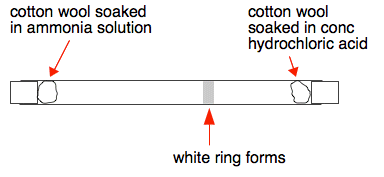 cotton wool soaked
in ammonia solution
cotton wool
soaked in conc
hydrochloric acid
white ring forms